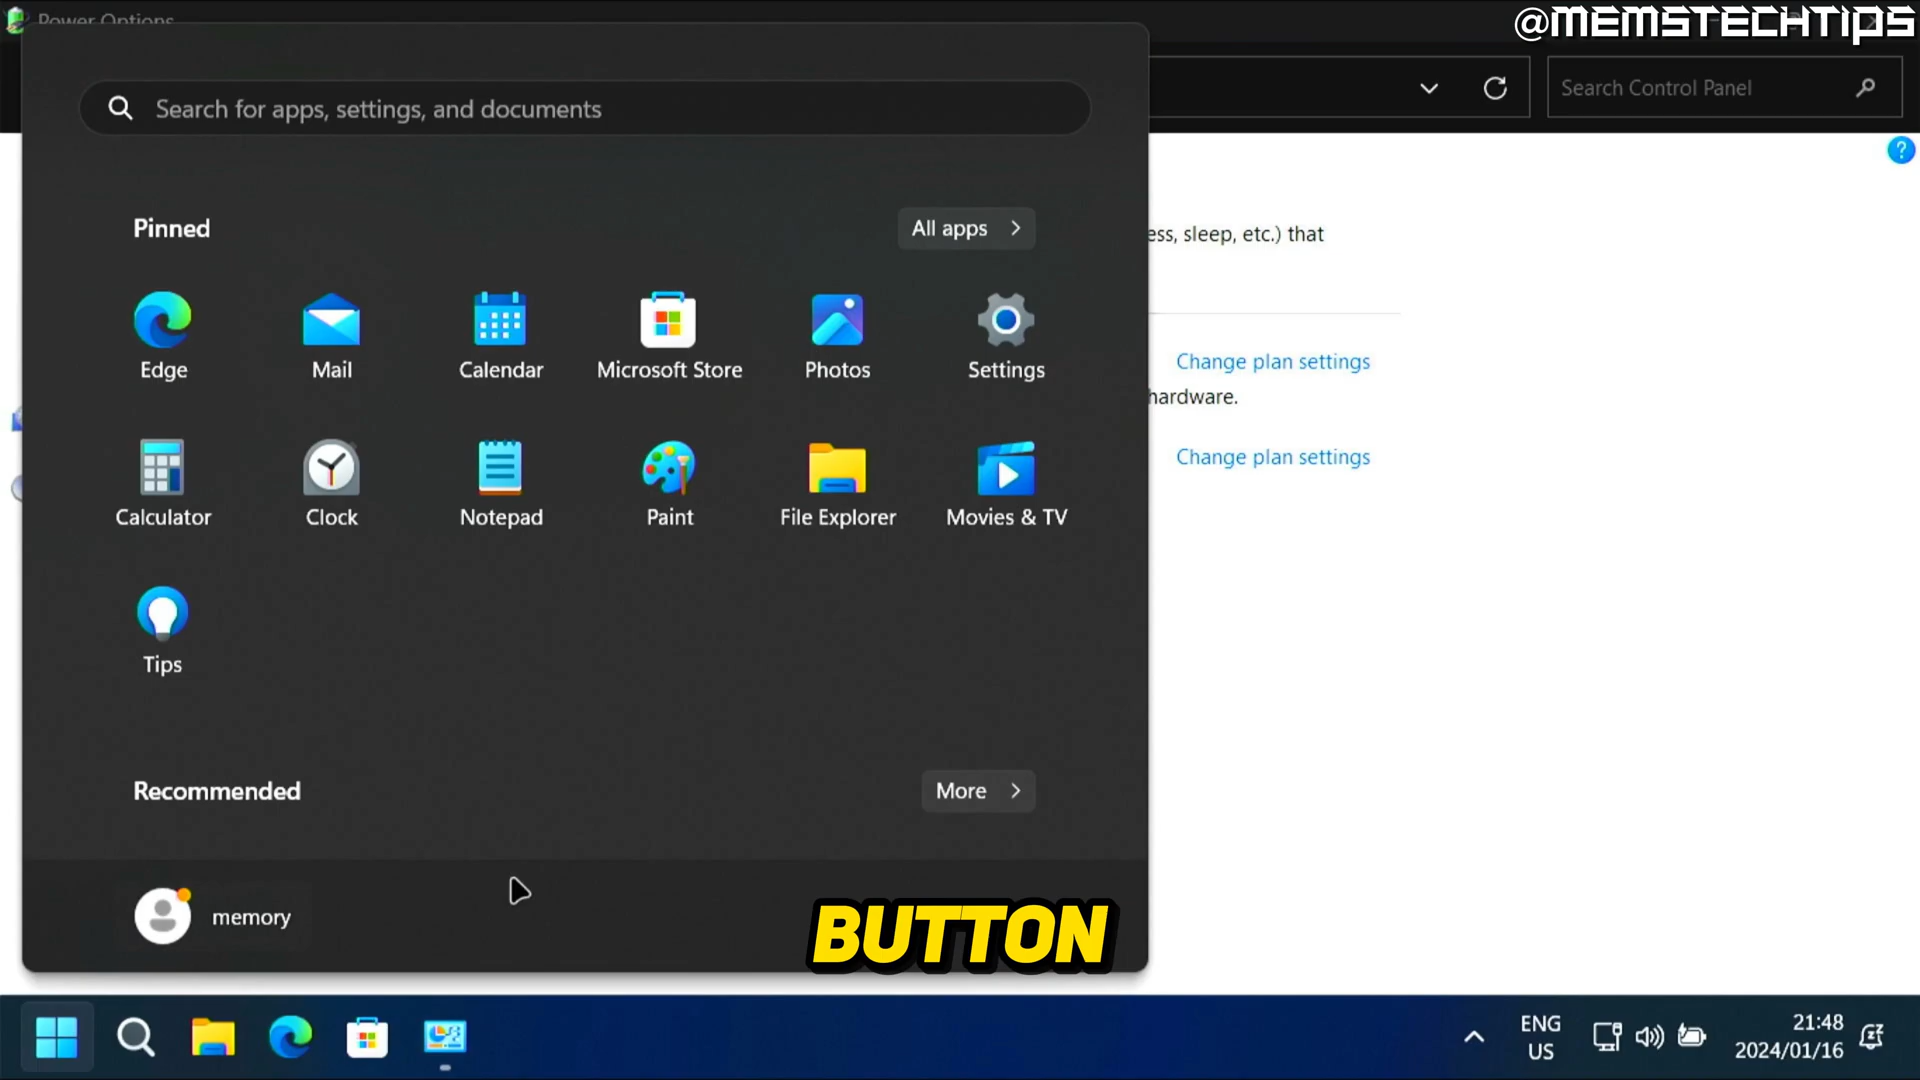 Power Options
@MEMSTECHTIPS
Search for apps, settings, and documents
Search Control Panel
?
Pinned
All apps
ess, sleep, etc.) that
Edge
Mail
Calendar
Microsoft Store
Photos
Settings
Change plan settings
hardware.
Calculator
Clock
Notepad
Paint
File Explorer
Movies & TV
Change plan settings
Tips
Recommended
More
memory
BUTTON
ENG
US
21:48
2024/01/16